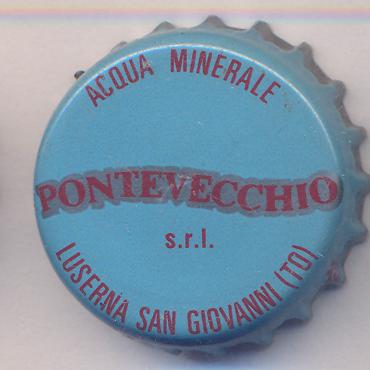 ACQUA MINERALE
PONTEVECCHIO
s.r.l.
LUSERNA SAN GIOVANNI (TO)